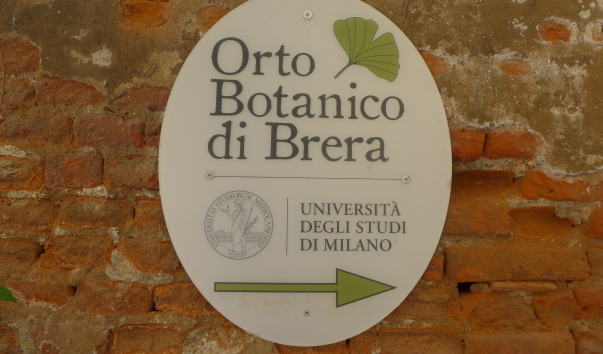 Orto
Botanico
di Brera
UNIVERSITÀ
DEGLI STUDI
DI MILANO